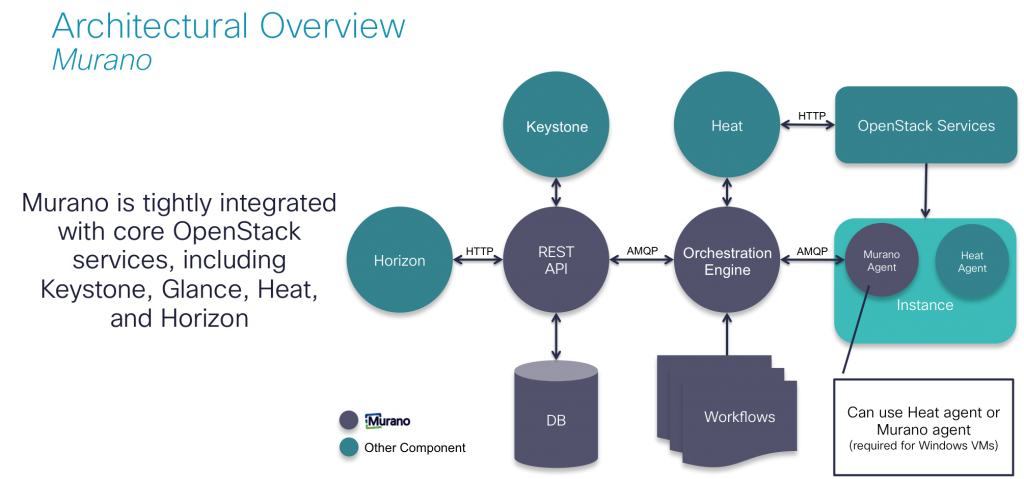 Architectural Overview
Murano
Murano is tightly integrated
with core OpenStack
services, including
Keystone, Glance, Heat,
and Horizon
Keystone
Heat
HTTP
OpenStack Services
Horizon
HTTP
REST
API
AMQP
Orchestration
Engine
AMQP
Murano
Agent
Heat
Agent
Instance
DB
Workflows
Can use Heat agent or
Murano agent
(required for Windows VMs)
Murano
Other Component